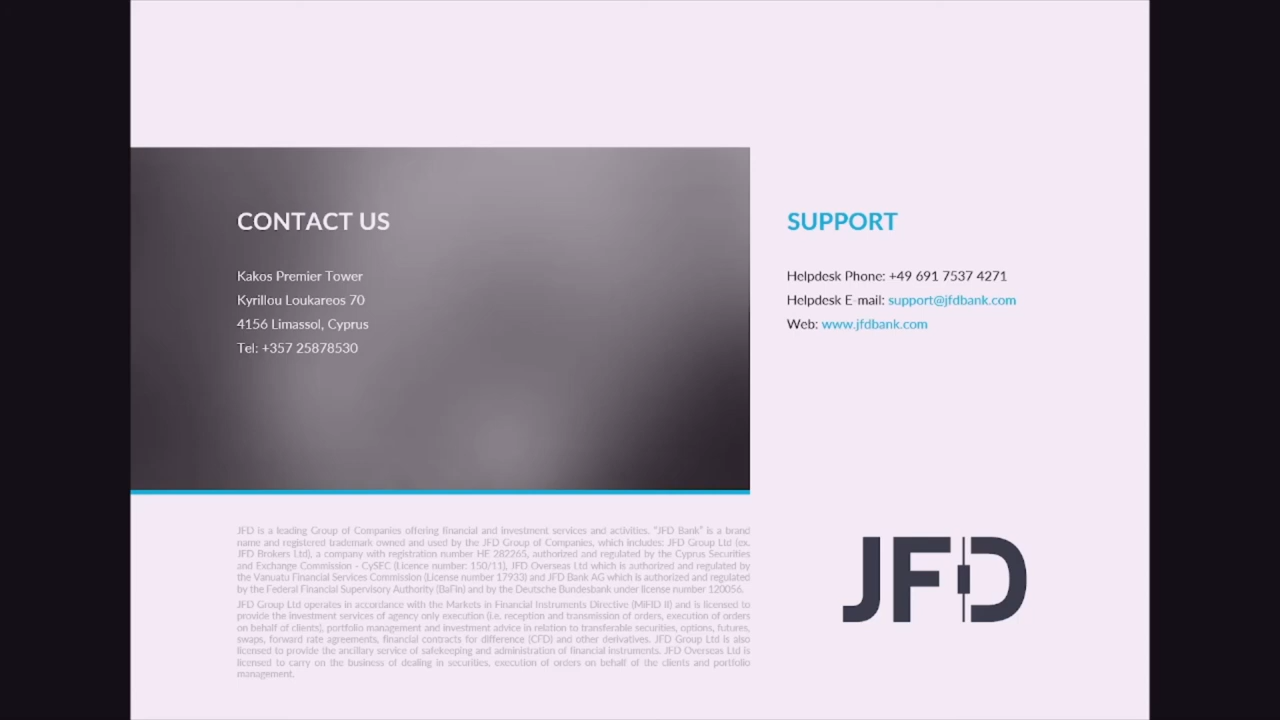 CONTACT US
Kakos Premier Tower
Kyrillou Loukareos 70
4156 Limassol, Cyprus
Tel: +357 25878530
SUPPORT
Helpdesk Phone: +49 691 7537 4271
Helpdesk E-mail: support@jfdbank.com
Web: www.jfdbank.com
JFD is a leading Group of Companies offering financial and investment services and activities. "JFD Bank" is a brand
name and registered trademark owned and used by the JFD Group of Companies, which includes: JFD Group Ltd (ex.
JFD Brokers Ltd), a company with registration number HE 282265, authorized and regulated by the Cyprus Securities
and Exchange Commission - CySEC (Licence number: 150/11), JFD Overseas Ltd which is authorized and regulated by
the Vanuatu Financial Services Commission (License number 17933) and JFD Bank AG which is authorized and regulated
by the Federal Financial Supervisory Authority (BaFin) and by the Deutsche Bundesbank under license number 120056.
JFD Group Ltd operates in accordance with the Markets in Financial Instruments Directive (MiFID II) and is licensed to
provide the investment services of agency only execution (i.e. reception and transmission of orders, execution of orders
on behalf of clients), portfolio management and investment advice in relation to transferable securities, options, futures,
swaps, forward rate agreements, financial contracts for difference (CFD) and other derivatives. JFD Group Ltd is also
licensed to provide the ancillary service of safekeeping and administration of financial instruments. JFD Overseas Ltd is
licensed to carry on the business of dealing in securities, execution of orders on behalf of the clients and portfolio
management.
JFD